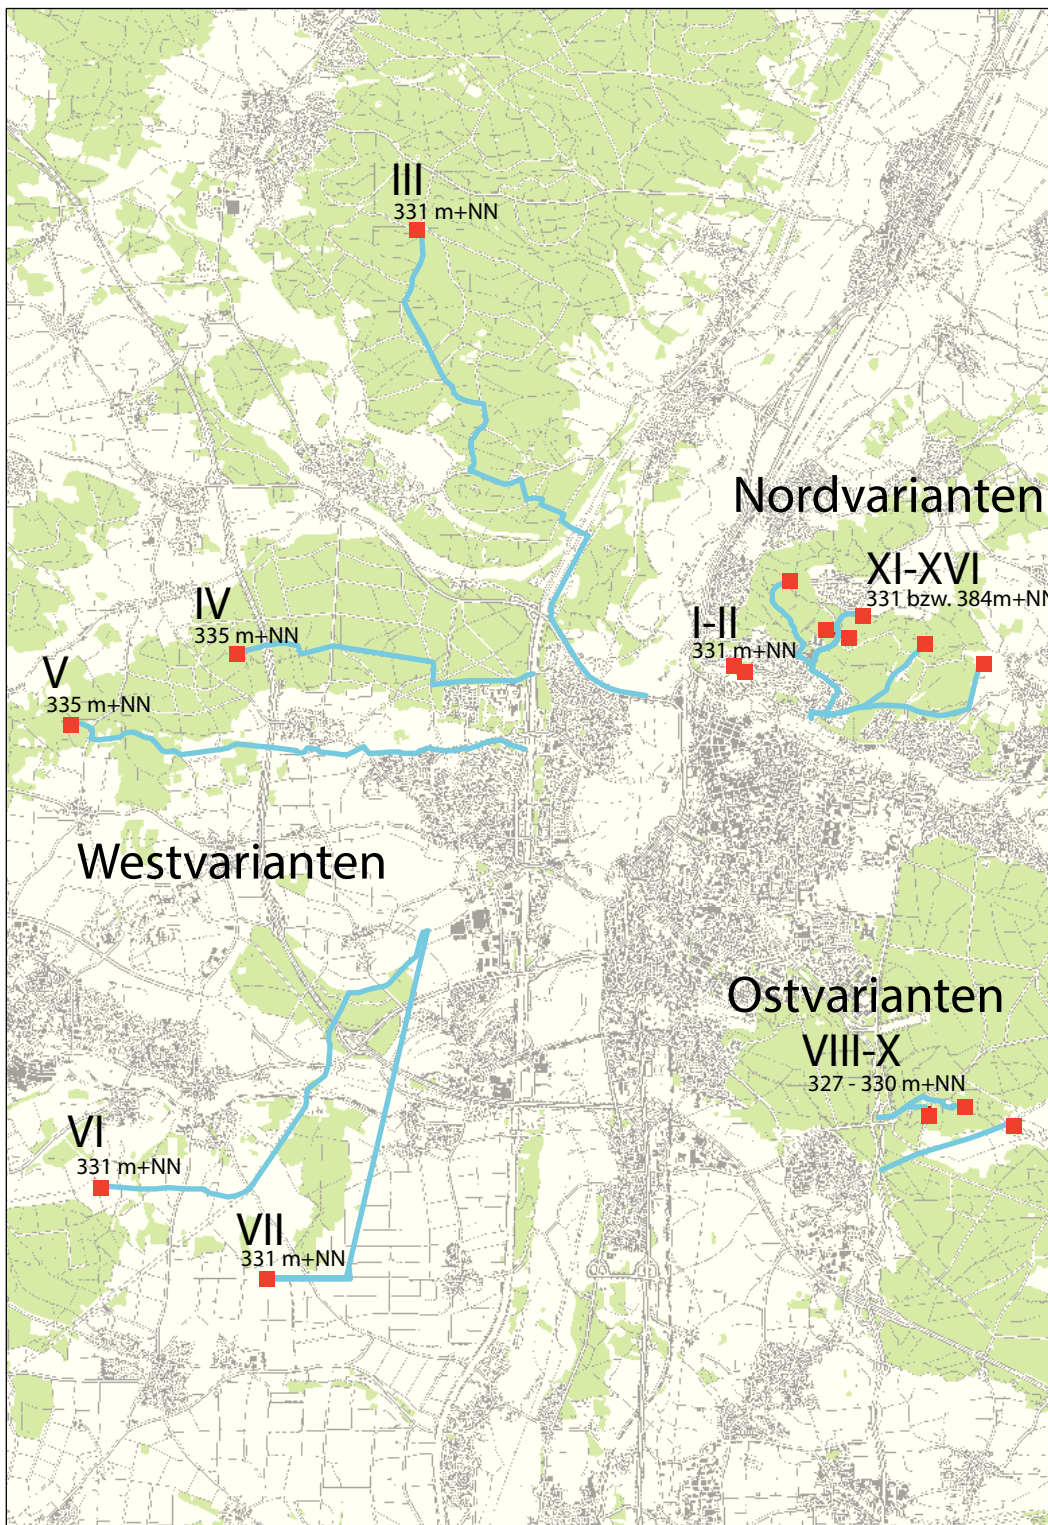 III
331 m+NN
Nordvarianten
XI-XVI
331 bzw. 384m+NN
IV
335 m+NN
I-II
331 m+NN
V
335 m+NN
Westvarianten
Ostvarianten
VIII-X
327 - 330 m+NN
VI
331 m+NN
VII
331 m+NN